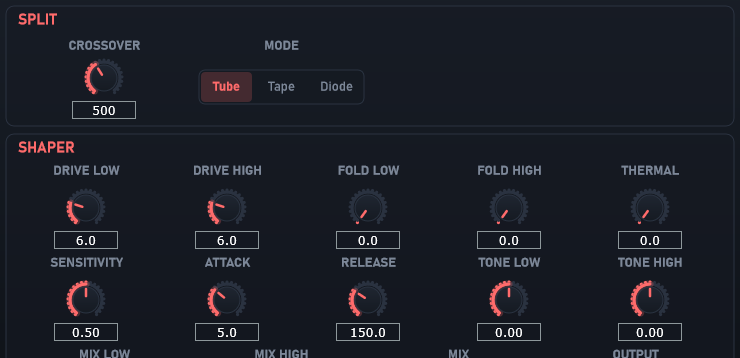 SPLIT
CROSSOVER MODE
Tube Tape Diode
500
SHAPER
DRIVE LOW DRIVE HIGH FOLD LOW FOLD HIGH THERMAL
6.0 6.0 0.0 0.0 0.0
SENSITIVITY ATTACK RELEASE TONE LOW TONE HIGH
0.50 5.0 150.0 0.00 0.00
MIX LOW MIX HIGH MIX OUTPUT